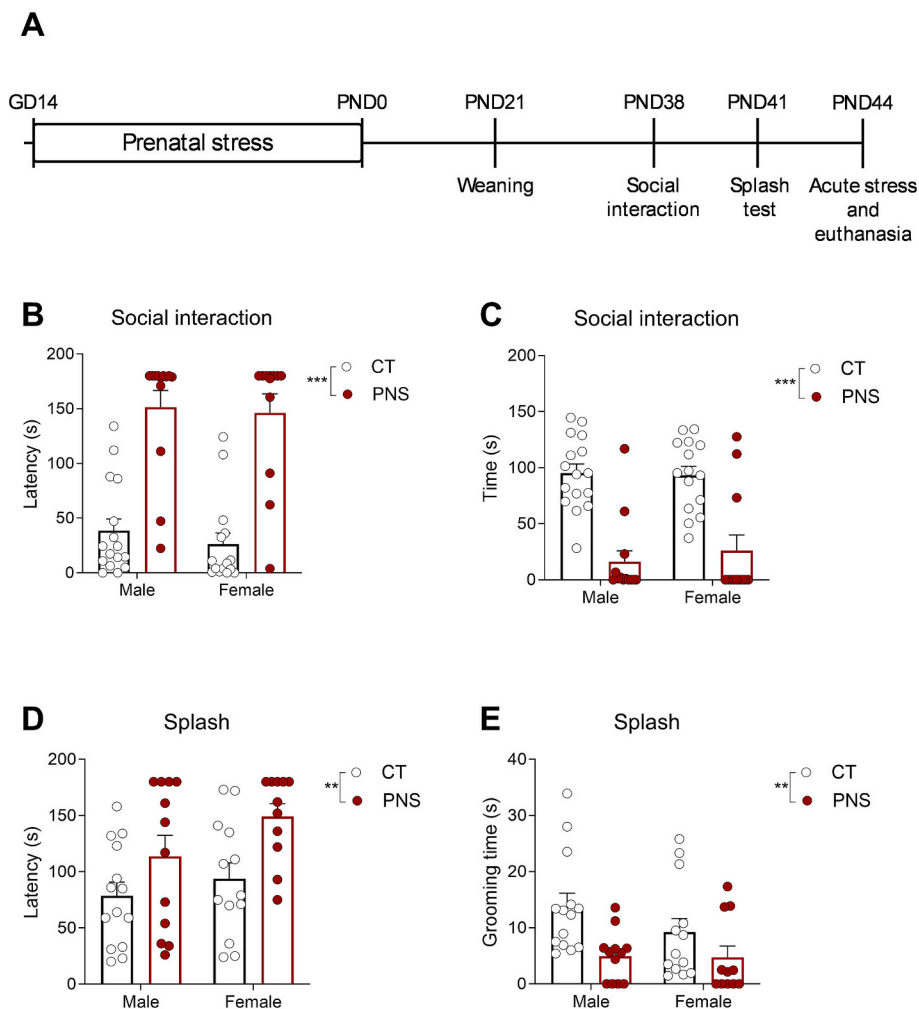 A
GD14 PND0 PND21 PND38 PND41 PND44
Prenatal stress
Weaning Social Splash Acute stress
interaction test and
euthanasia
B Social interaction
200
150
100
50
0
Latency (s)
Male Female
CT
***
PNS
C Social interaction
200
150
100
50
0
Time (s)
Male Female
CT
***
PNS
D Splash
200
150
100
50
0
Latency (s)
Male Female
CT
**
PNS
E Splash
40
30
20
10
0
Grooming time (s)
Male Female
CT
**
PNS